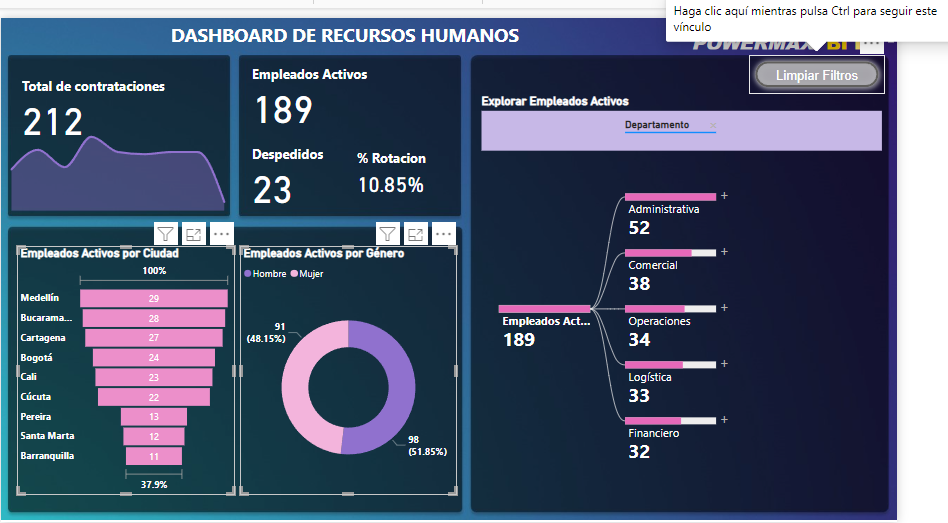 Haga clic aquí mientras pulsa Ctrl para seguir este
vínculo
DASHBOARD DE RECURSOS HUMANOS
POWERMAX BI
Limpiar Filtros
Total de contrataciones
212
Empleados Activos
189
Despedidos
23
% Rotacion
10.85%
Explorar Empleados Activos
Departamento
Empleados Activos por Ciudad
100%
Medellín
29
Bucarama...
28
Cartagena
27
Bogotá
24
Cali
23
Cúcuta
22
Pereira
13
Santa Marta
12
Barranquilla
11
37.9%
Empleados Activos por Género
Hombre
Mujer
91
(48.15%)
98
(51.85%)
Empleados Act...
189
Administrativa
52
Comercial
38
Operaciones
34
Logística
33
Financiero
32